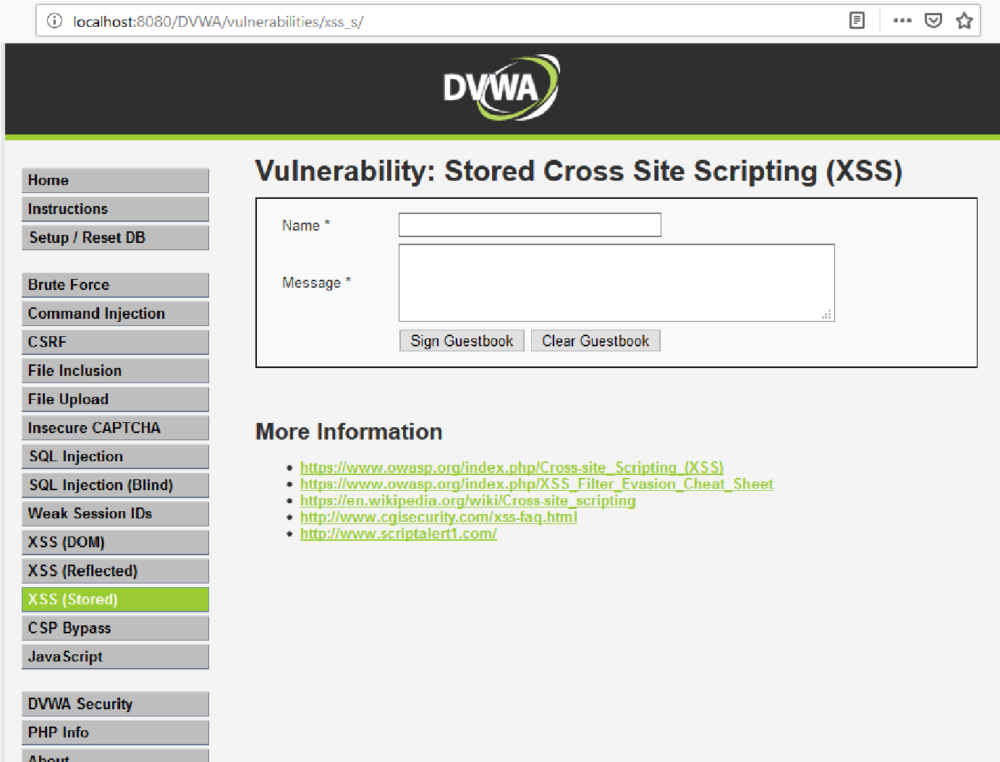 localhost:8080/DVWA/vulnerabilities/xss_s/
DVWA
Home
Instructions
Setup / Reset DB
Brute Force
Command Injection
CSRF
File Inclusion
File Upload
Insecure CAPTCHA
SQL Injection
SQL Injection (Blind)
Weak Session IDs
XSS (DOM)
XSS (Reflected)
XSS (Stored)
CSP Bypass
JavaScript
DVWA Security
PHP Info
About
Vulnerability: Stored Cross Site Scripting (XSS)
Name *
Message *
Sign Guestbook Clear Guestbook
More Information
https://www.owasp.org/index.php/Cross-site_Scripting_(XSS)
https://www.owasp.org/index.php/XSS_Filter_Evasion_Cheat_Sheet
https://en.wikipedia.org/wiki/Cross-site_scripting
http://www.cgisecurity.com/xss-faq.html
http://www.scriptalert1.com/